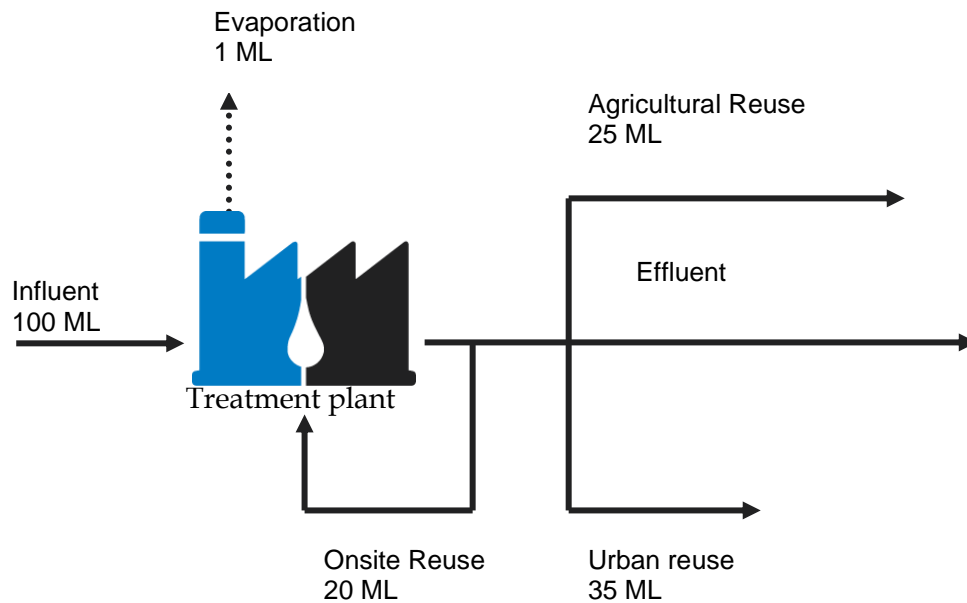 Evaporation
1 ML
Agricultural Reuse
25 ML
Effluent
Influent
100 ML
Treatment plant
Onsite Reuse
20 ML
Urban reuse
35 ML